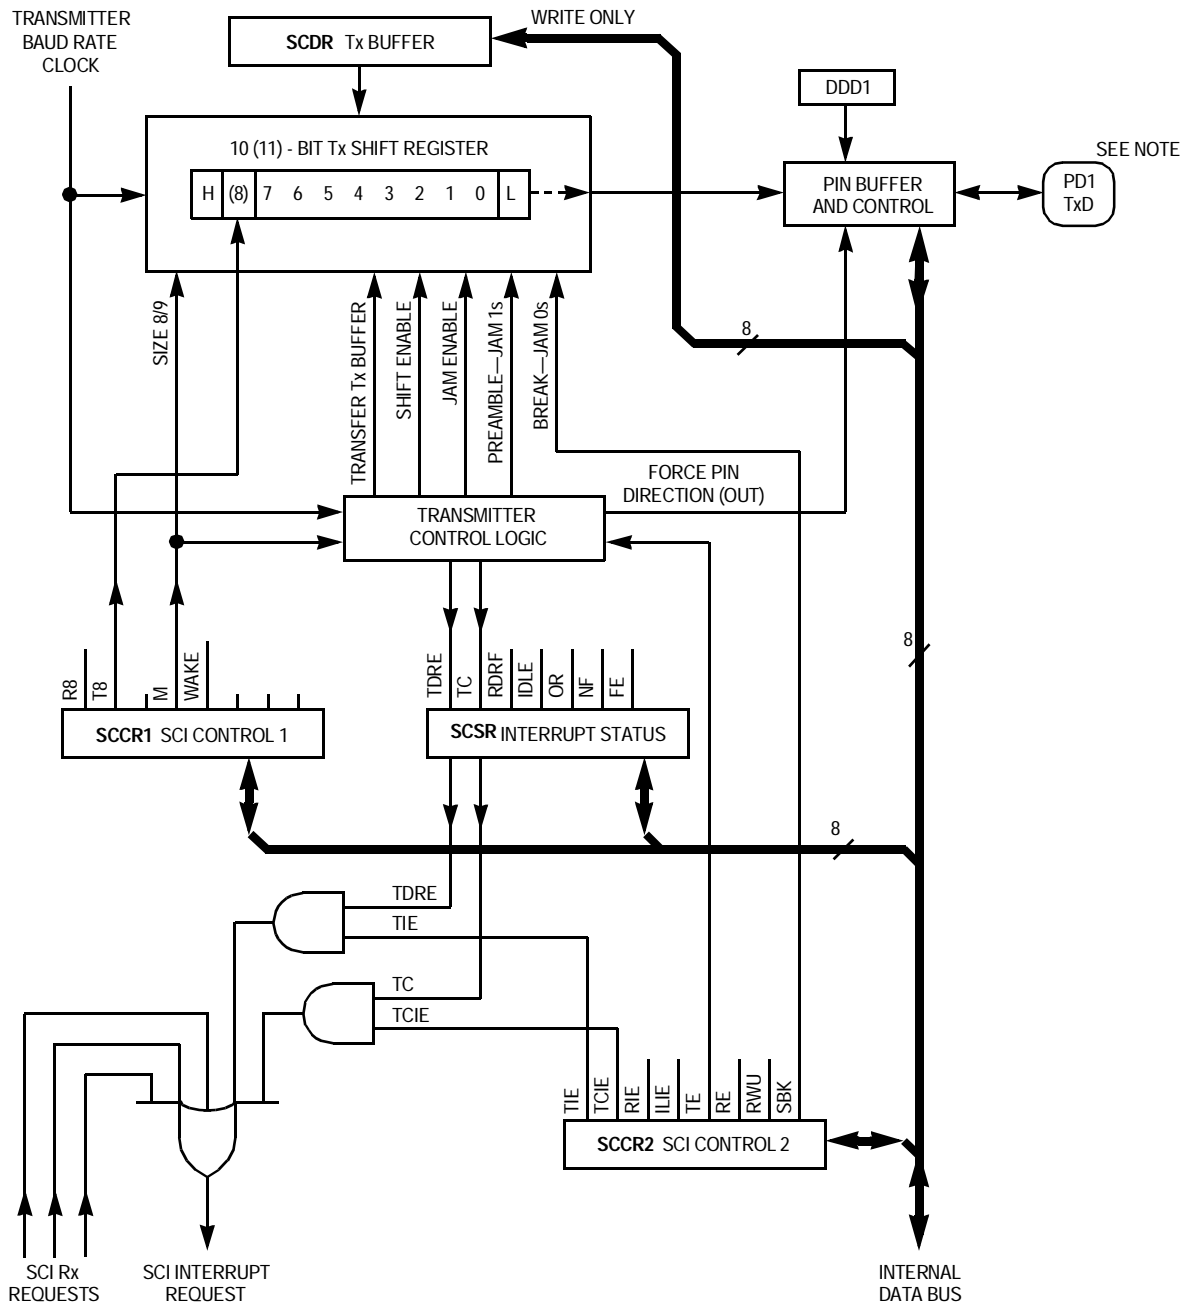 TRANSMITTER
BAUD RATE
CLOCK
SCDR Tx BUFFER
WRITE ONLY
DDD1
10 (11) - BIT Tx SHIFT REGISTER
H (8) 7 6 5 4 3 2 1 0 L
PIN BUFFER
AND CONTROL
SEE NOTE
PD1
TxD
SIZE 8/9
TRANSFER Tx BUFFER
SHIFT ENABLE
JAM ENABLE
PREAMBLE—JAM 1s
BREAK—JAM 0s
8
FORCE PIN
DIRECTION (OUT)
TRANSMITTER
CONTROL LOGIC
8
R8
T8
M
WAKE
TDRE
TC
RDRF
IDLE
OR
NF
FE
SCCR1 SCI CONTROL 1
SCSR INTERRUPT STATUS
8
TDRE
TIE
TC
TCIE
TIE
TCIE
RIE
ILIE
TE
RE
RWU
SBK
SCCR2 SCI CONTROL 2
SCI Rx
REQUESTS
SCI INTERRUPT
REQUEST
INTERNAL
DATA BUS